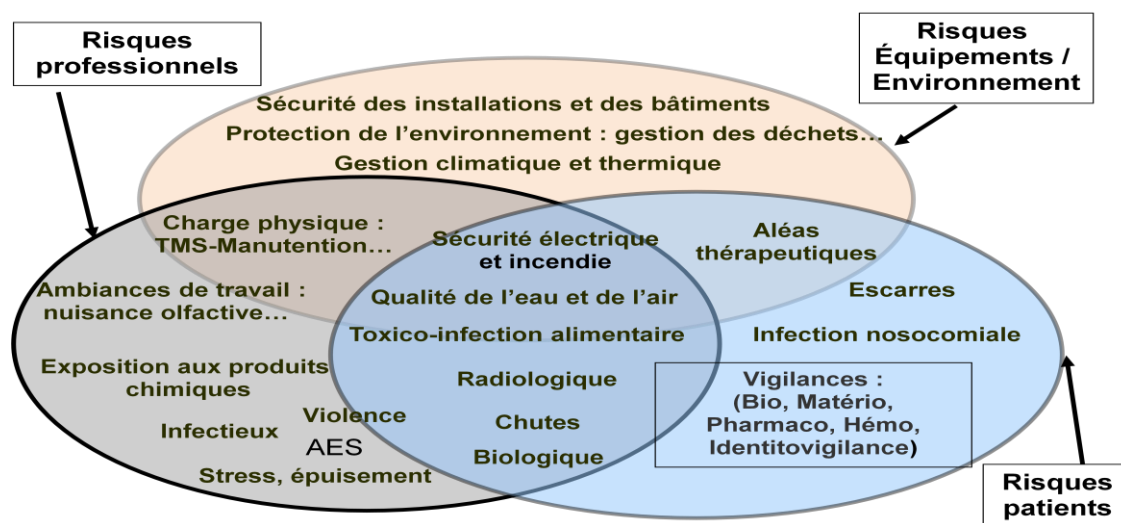 Risques
professionnels
Risques
Équipements /
Environnement
Sécurité des installations et des bâtiments
Protection de l’environnement : gestion des déchets…
Gestion climatique et thermique
Charge physique :
TMS-Manutention…
Sécurité électrique
et incendie
Aléas
thérapeutiques
Ambiances de travail :
nuisance olfactive…
Qualité de l’eau et de l’air
Escarres
Toxico-infection alimentaire
Infection nosocomiale
Exposition aux produits
chimiques
Radiologique
Vigilances :
(Bio, Matério,
Pharmaco, Hémo,
Identitovigilance)
Violence
Infectieux
AES
Chutes
Stress, épuisement
Biologique
Risques
patients